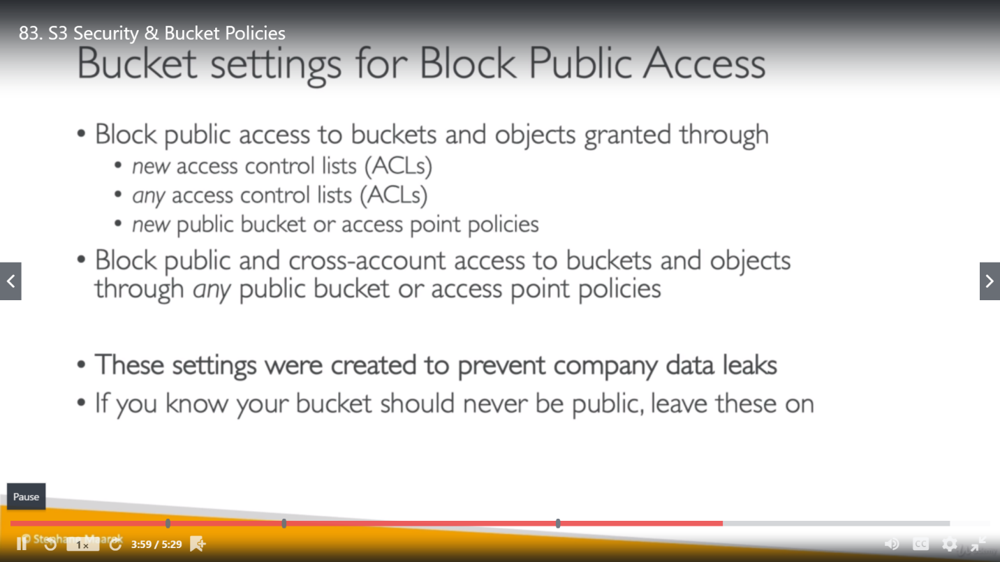 83. S3 Security & Bucket Policies
Bucket settings for Block Public Access
• Block public access to buckets and objects granted through
• new access control lists (ACLs)
• any access control lists (ACLs)
• new public bucket or access point policies
• Block public and cross-account access to buckets and objects
through any public bucket or access point policies
• These settings were created to prevent company data leaks
• If you know your bucket should never be public, leave these on
Pause
© Stephane Maarek
1x
3:59 / 5:29
CC